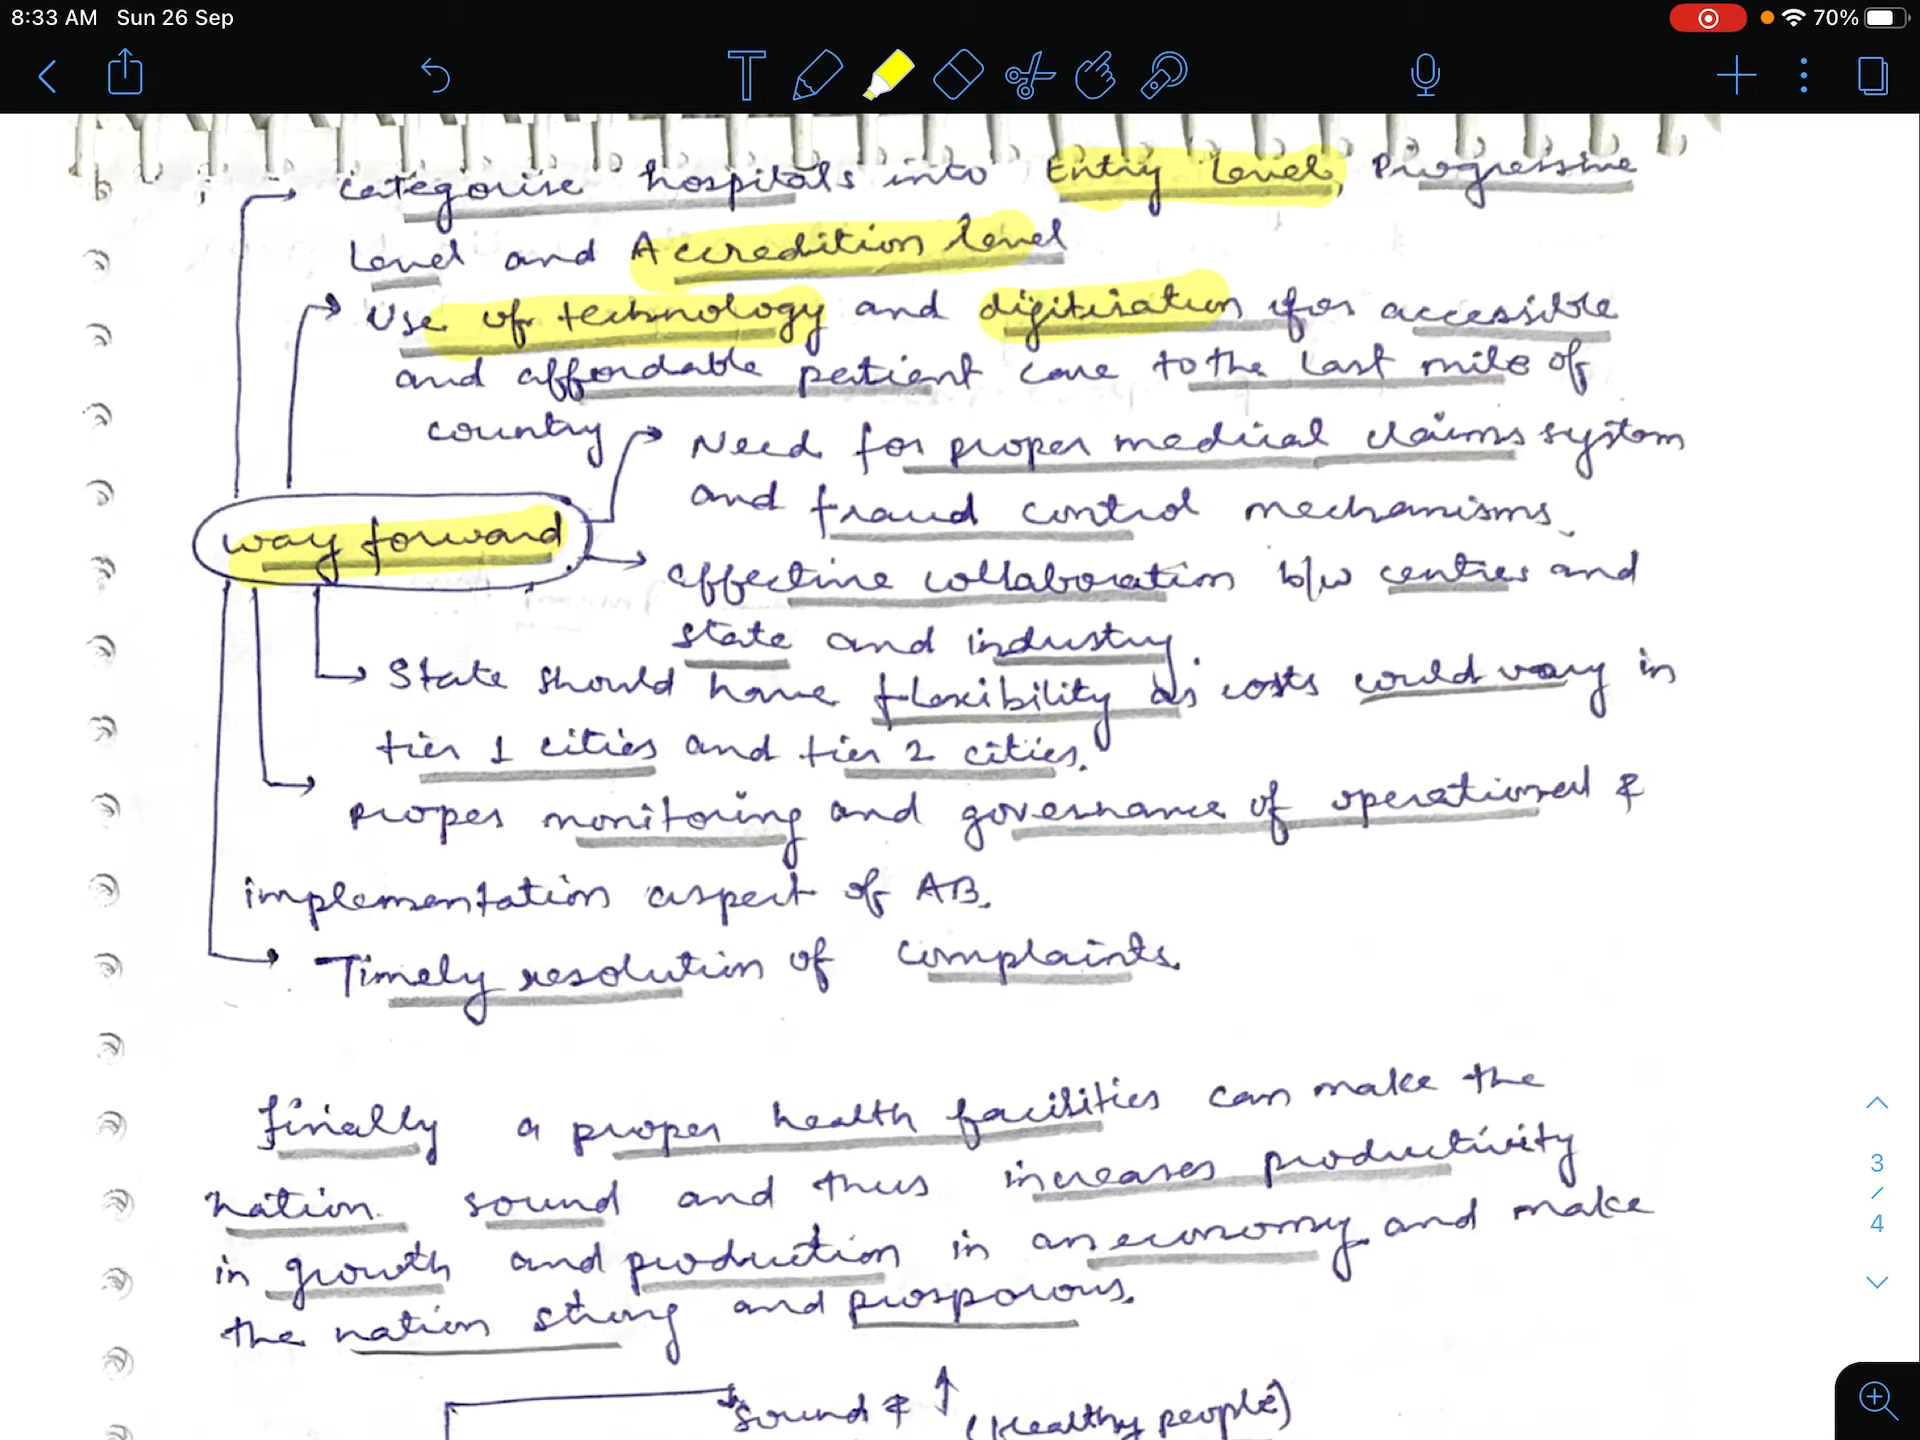 8:33 AM Sun 26 Sep
70%
T
categorise hospitals into Entry Level, Progressive
Level and Accredition level
Use of technology and digitisation for accessible
and affordable patient care to the last mile of
country
Need for proper medical claims system
and fraud control mechanisms.
way forward
effective collaboration b/w centres and
state and industry.
State should have flexibility as costs could vary in
tier 1 cities and tier 2 cities.
proper monitoring and governance of operational &
implementation aspect of AB.
Timely resolution of complaints.
finally a proper health facilities can make the
nation sound and thus increases productivity
in growth and production in an economy and make
the nation strong and prosporous.
3
/
4
Sound & ↑ (Healthy people)